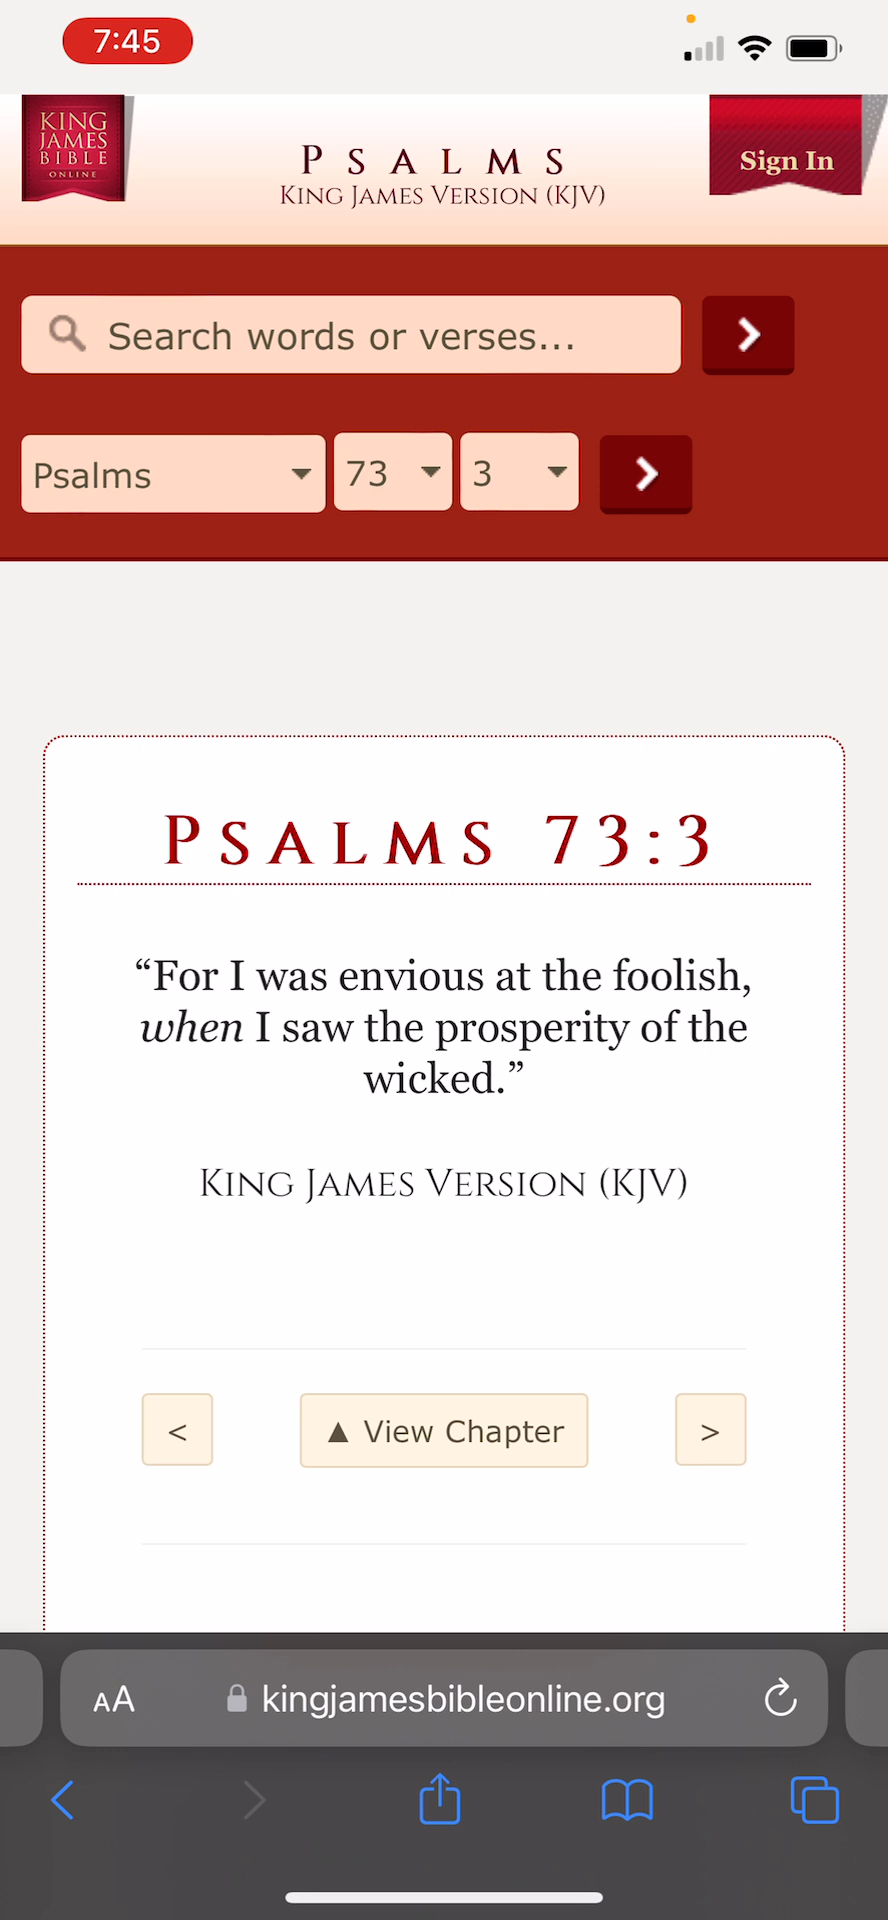 7:45
KING
JAMES
BIBLE
ONLINE
PSALMS
KING JAMES VERSION (KJV)
Sign In
Search words or verses...
Psalms 73 3
PSALMS 73:3
“For I was envious at the foolish,
when I saw the prosperity of the
wicked.”
KING JAMES VERSION (KJV)
< ▲ View Chapter >
AA kingjamesbibleonline.org